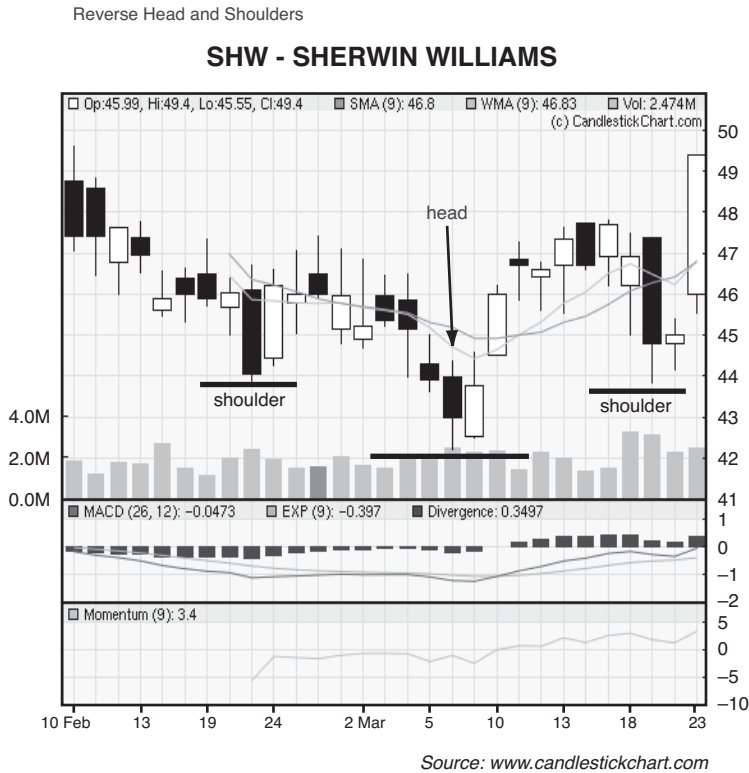 Reverse Head and Shoulders
SHW - SHERWIN WILLIAMS
Op:45.99, Hi:49.4, Lo:45.55, Cl:49.4 SMA (9): 46.8 WMA (9): 46.83 Vol: 2.474M
(c) CandlestickChart.com
50
49
48
head
47
46
45
44
shoulder
shoulder
4.0M
43
2.0M
42
0.0M
41
MACD (26, 12): −0.0473 EXP (9): −0.397 Divergence: 0.3497
1
0
−1
−2
Momentum (9): 3.4
5
0
−5
−10
10 Feb 13 19 24 2 Mar 5 10 13 18 23
Source: www.candlestickchart.com